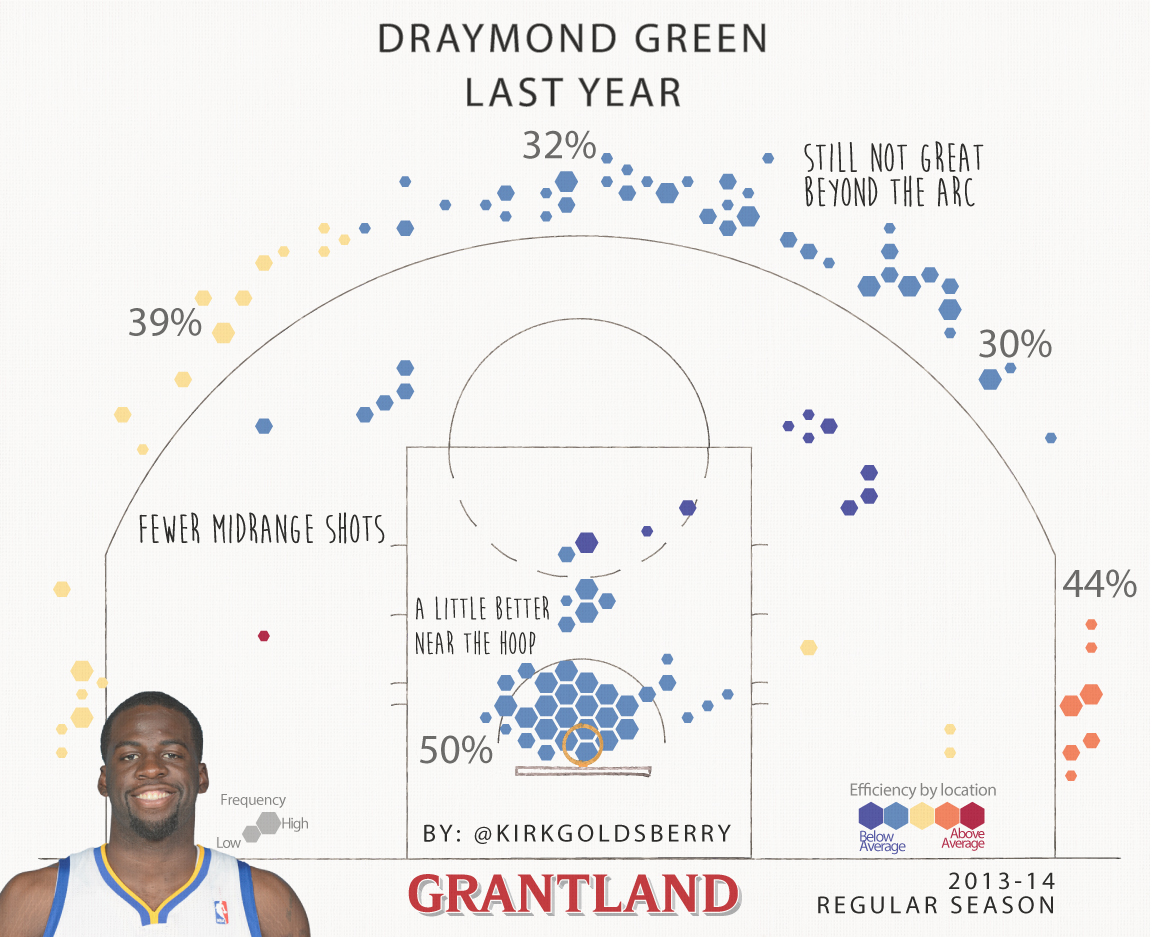 DRAYMOND GREEN
LAST YEAR
32%
STILL NOT GREAT
BEYOND THE ARC
39%
30%
FEWER MIDRANGE SHOTS
44%
A LITTLE BETTER
NEAR THE HOOP
50%
Efficiency by location
Frequency
High
Low
Below
Average
Above
Average
BY: @KIRKGOLDSBERRY
GRANTLAND
2013-14
REGULAR SEASON